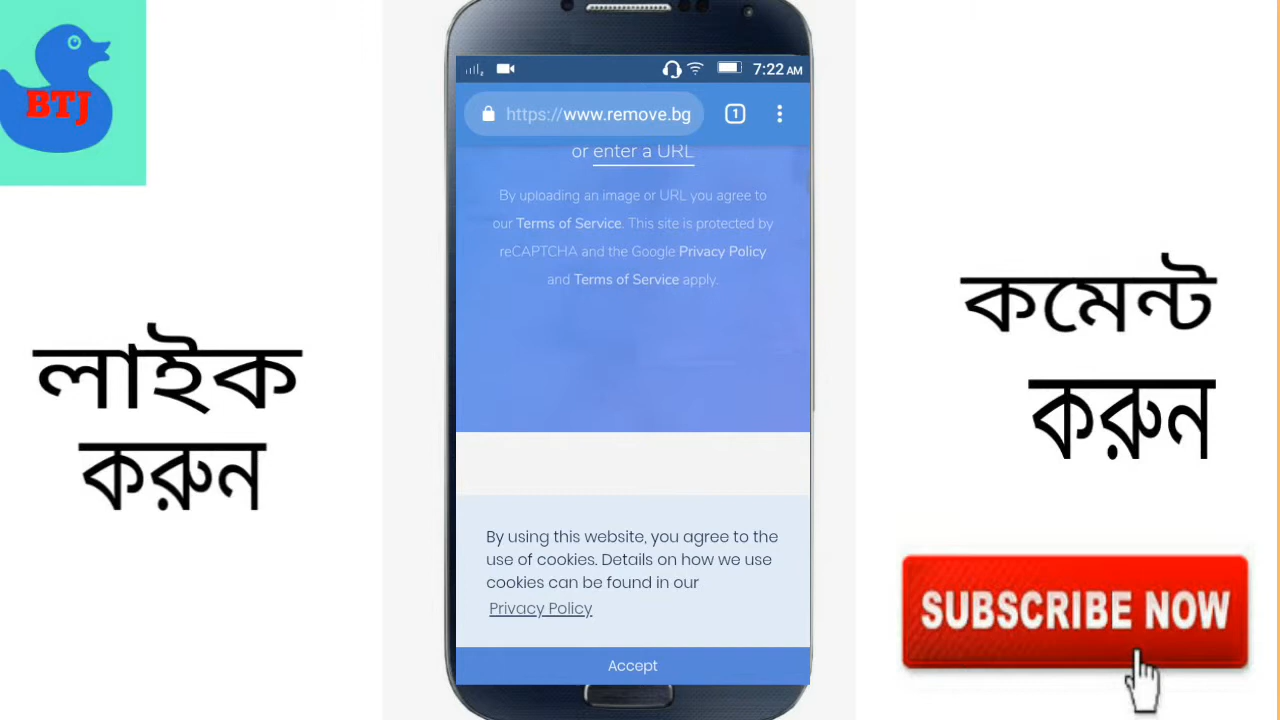 BTJ
লাইক
করুন
7:22 AM
https://www.remove.bg
1
or enter a URL
By uploading an image or URL you agree to
our Terms of Service. This site is protected by
reCAPTCHA and the Google Privacy Policy
and Terms of Service apply.
By using this website, you agree to the
use of cookies. Details on how we use
cookies can be found in our
Privacy Policy
Accept
কমেন্ট
করুন
SUBSCRIBE NOW